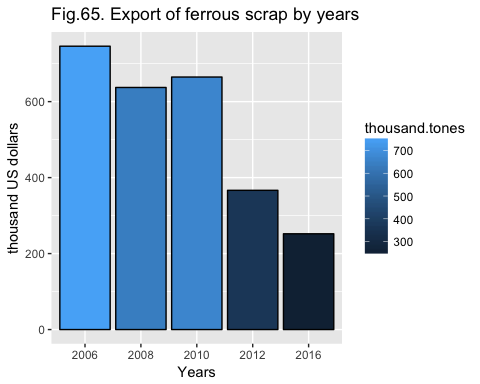 Fig.65. Export of ferrous scrap by years
thousand US dollars
600
400
200
0
2006 2008 2010 2012 2016
Years
thousand.tones
700
600
500
400
300